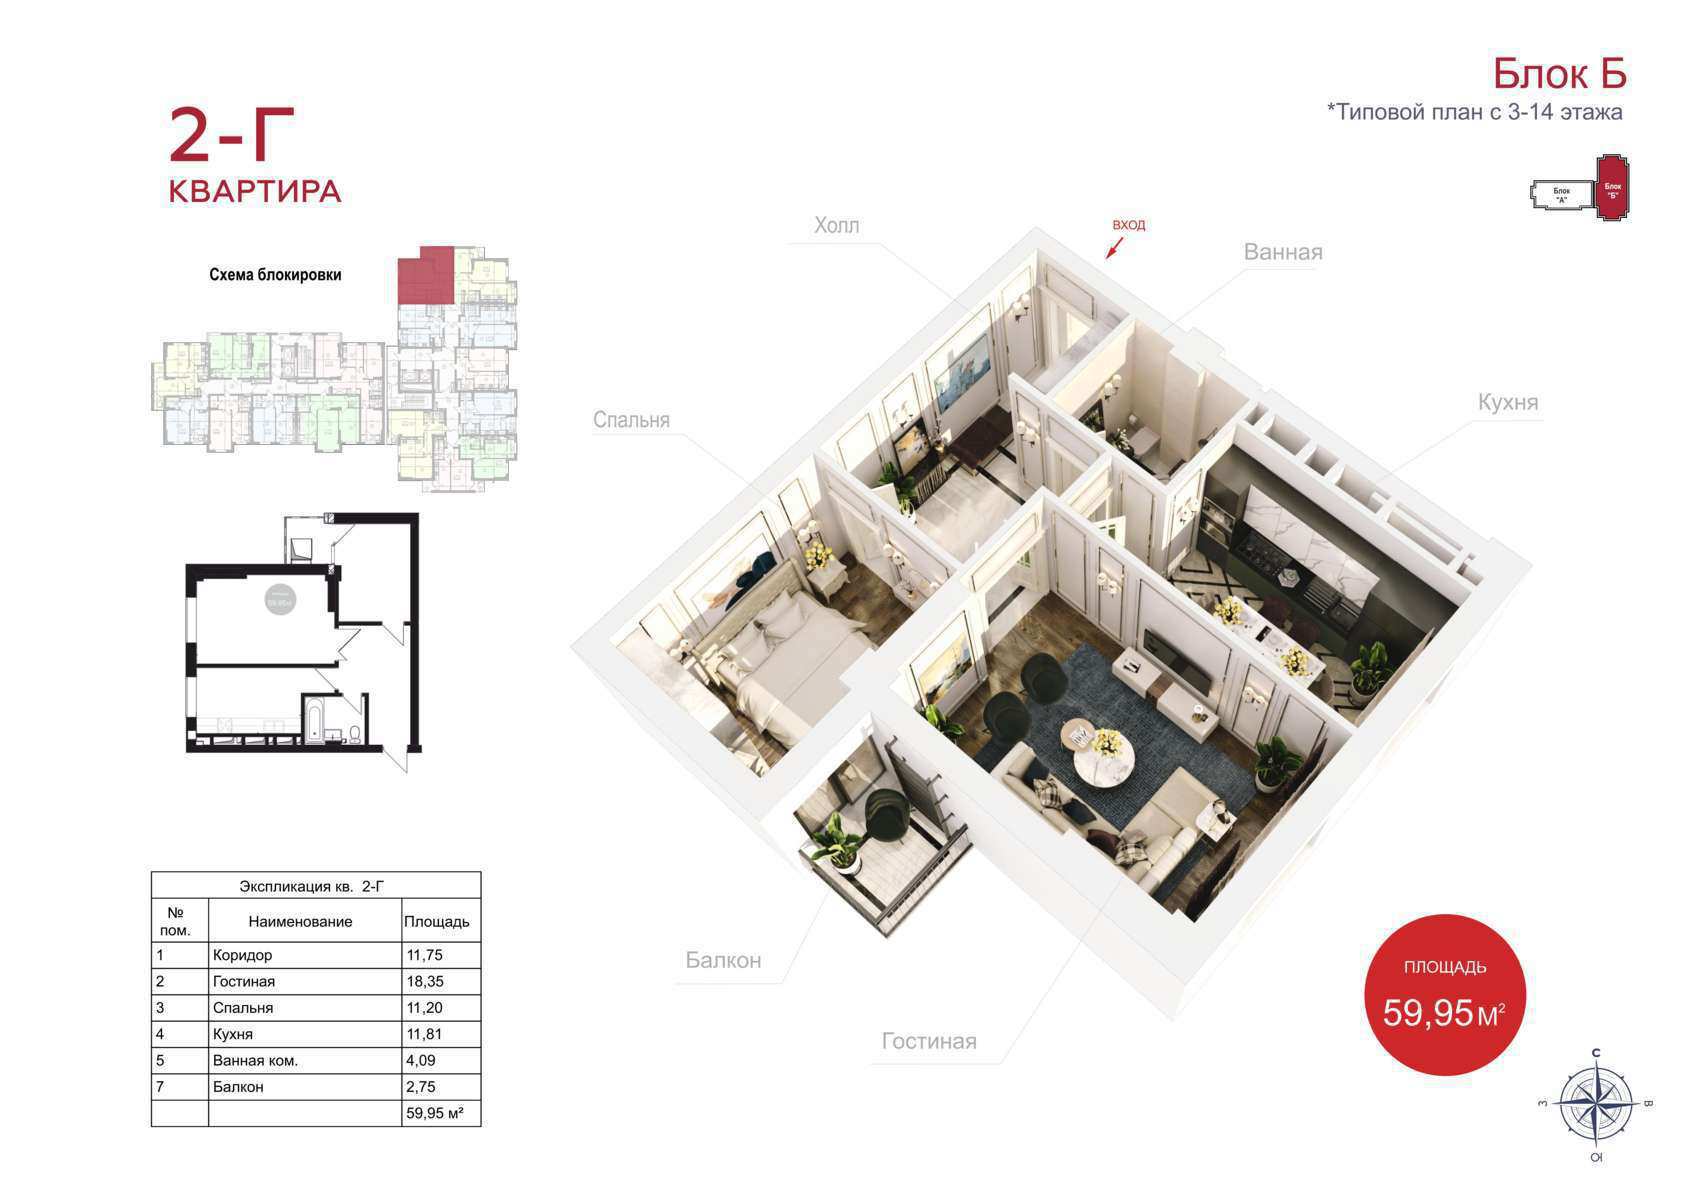 Блок Б
*Типовой план с 3-14 этажа
2-Г
КВАРТИРА
Блок
"А"
Блок
"Б"
Схема блокировки
Холл
ВХОД
Ванная
Кухня
Спальня
59,95м²
Балкон
Гостиная
Экспликация кв. 2-Г
№ пом. Наименование Площадь
1 Коридор 11,75
2 Гостиная 18,35
3 Спальня 11,20
4 Кухня 11,81
5 Ванная ком. 4,09
7 Балкон 2,75
59,95 м²
ПЛОЩАДЬ
59,95 М²
С
З
В
Ю